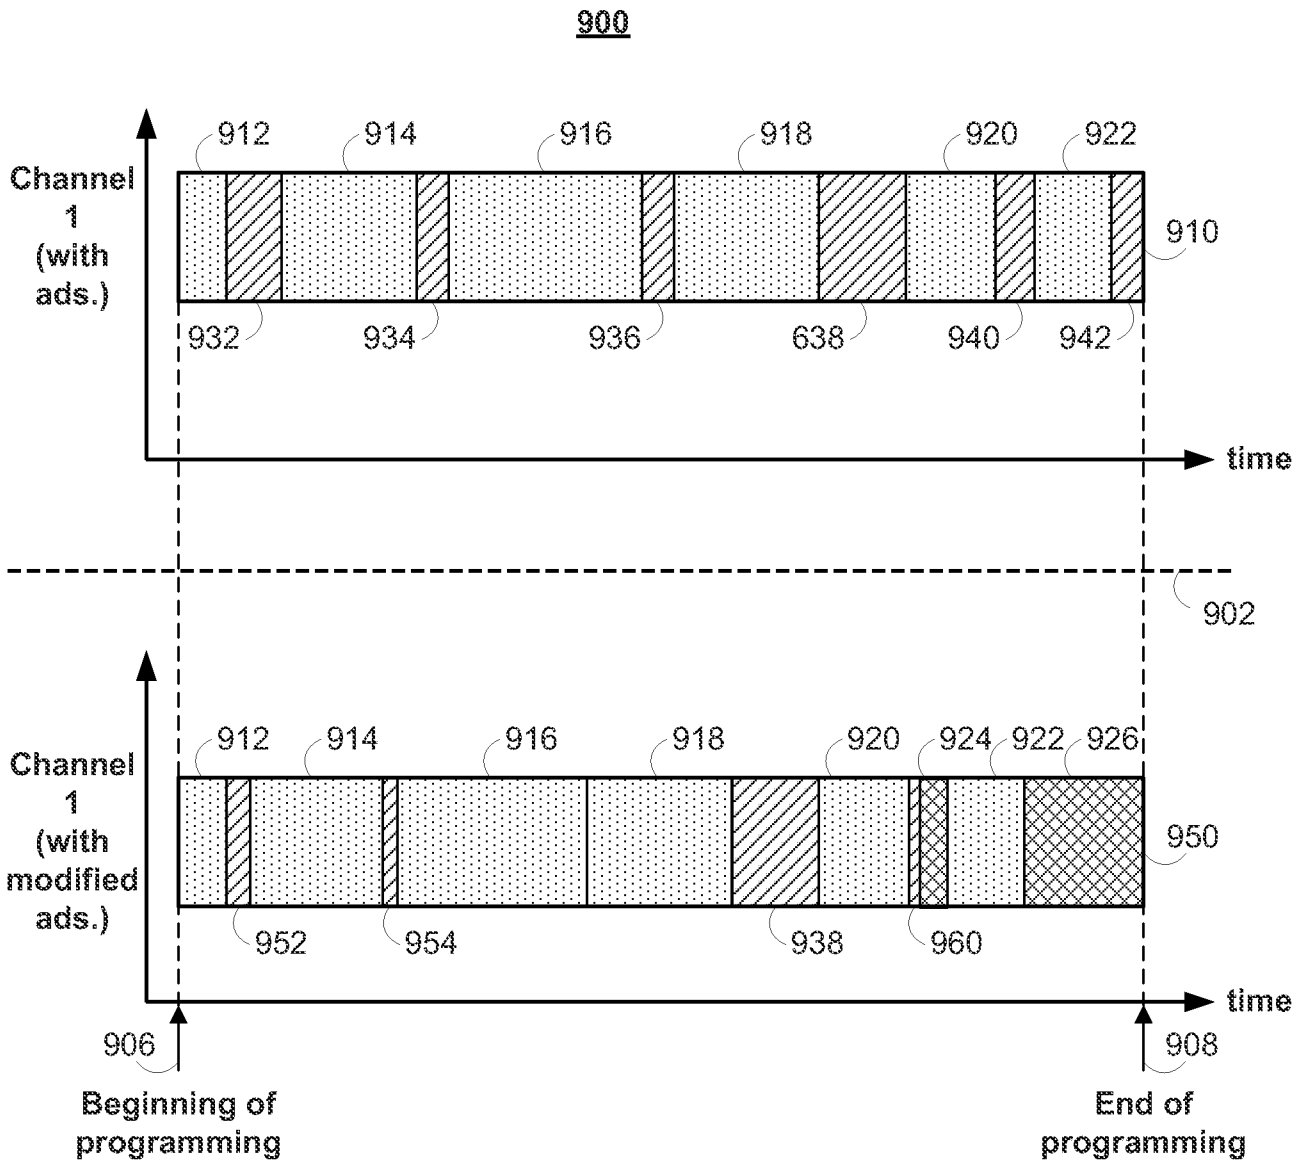 900
912 914 916 918 920 922
Channel
1
(with
ads.)
910
932 934 936 638 940 942
time
902
912 914 916 918 920 924 922 926
Channel
1
(with
modified
ads.)
950
952 954 938 960
time
906 908
Beginning of
programming
End of
programming